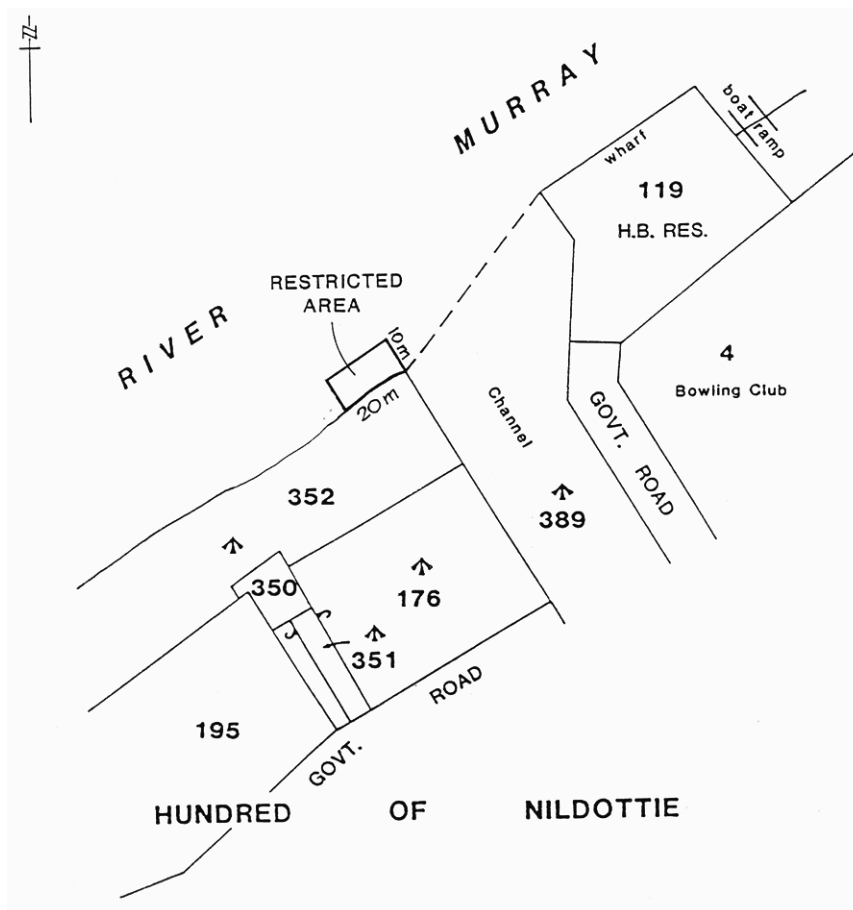 N
MURRAY
boat ramp
wharf
119
H.B. RES.
RESTRICTED
AREA
RIVER
10m
20m
4
Bowling Club
Channel
GOVT. ROAD
352
389
350
176
351
195
GOVT. ROAD
HUNDRED OF NILDOTTIE